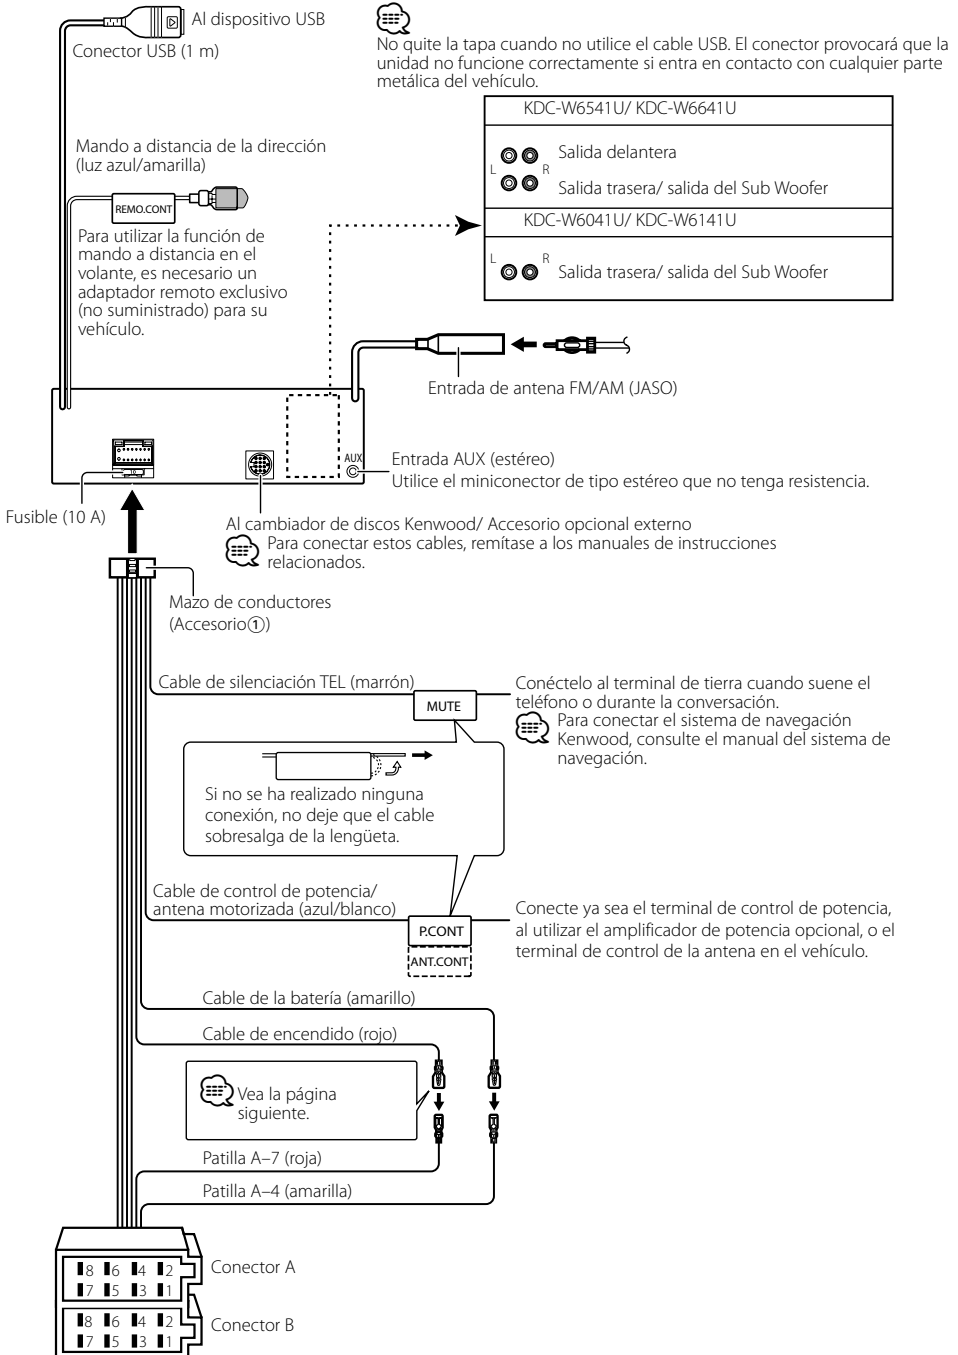 Al dispositivo USB
Conector USB (1 m)
No quite la tapa cuando no utilice el cable USB. El conector provocará que la
unidad no funcione correctamente si entra en contacto con cualquier parte
metálica del vehículo.
KDC-W6541U/ KDC-W6641U
L
R
Salida delantera
Salida trasera/ salida del Sub Woofer
KDC-W6041U/ KDC-W6141U
L
R
Salida trasera/ salida del Sub Woofer
Mando a distancia de la dirección
(luz azul/amarilla)
REMO.CONT
Para utilizar la función de
mando a distancia en el
volante, es necesario un
adaptador remoto exclusivo
(no suministrado) para su
vehículo.
Entrada de antena FM/AM (JASO)
AUX
Entrada AUX (estéreo)
Utilice el miniconector de tipo estéreo que no tenga resistencia.
10
Fusible (10 A)
Al cambiador de discos Kenwood/ Accesorio opcional externo
Para conectar estos cables, remítase a los manuales de instrucciones
relacionados.
Mazo de conductores
(Accesorio①)
Cable de silenciación TEL (marrón)
MUTE
Conéctelo al terminal de tierra cuando suene el
teléfono o durante la conversación.
Para conectar el sistema de navegación
Kenwood, consulte el manual del sistema de
navegación.
Si no se ha realizado ninguna
conexión, no deje que el cable
sobresalga de la lengüeta.
Cable de control de potencia/
antena motorizada (azul/blanco)
P.CONT
ANT.CONT
Conecte ya sea el terminal de control de potencia,
al utilizar el amplificador de potencia opcional, o el
terminal de control de la antena en el vehículo.
Cable de la batería (amarillo)
Cable de encendido (rojo)
Vea la página
siguiente.
Patilla A–7 (roja)
Patilla A–4 (amarilla)
8 6 4 2
7 5 3 1
Conector A
8 6 4 2
7 5 3 1
Conector B